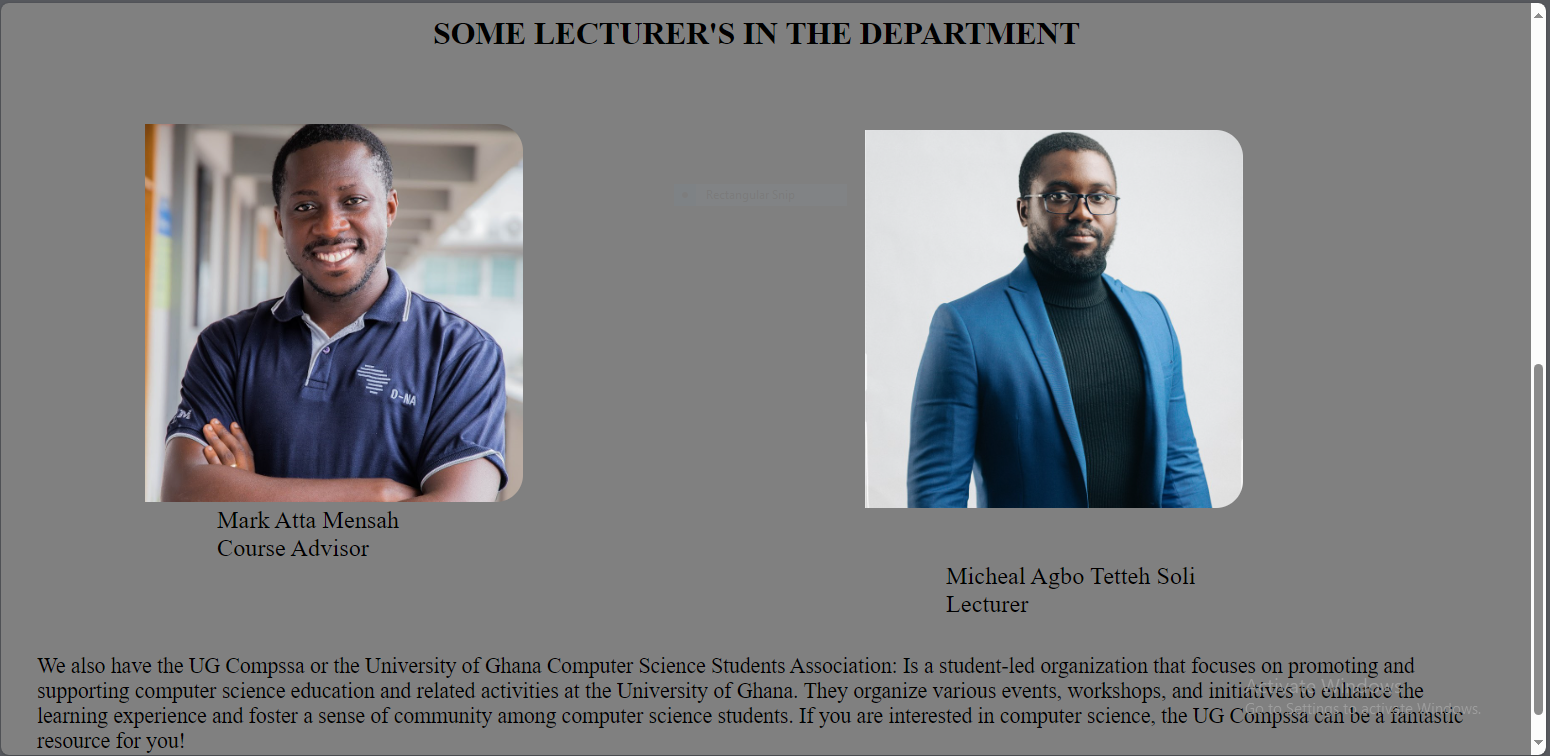 SOME LECTURER'S IN THE DEPARTMENT
Rectangular Snip
D-NA
Mark Atta Mensah
Course Advisor
Micheal Agbo Tetteh Soli
Lecturer
We also have the UG Compssa or the University of Ghana Computer Science Students Association: Is a student-led organization that focuses on promoting and
supporting computer science education and related activities at the University of Ghana. They organize various events, workshops, and initiatives to enhance the
learning experience and foster a sense of community among computer science students. If you are interested in computer science, the UG Compssa can be a fantastic
resource for you!
Activate Windows
Go to Settings to activate Windows.